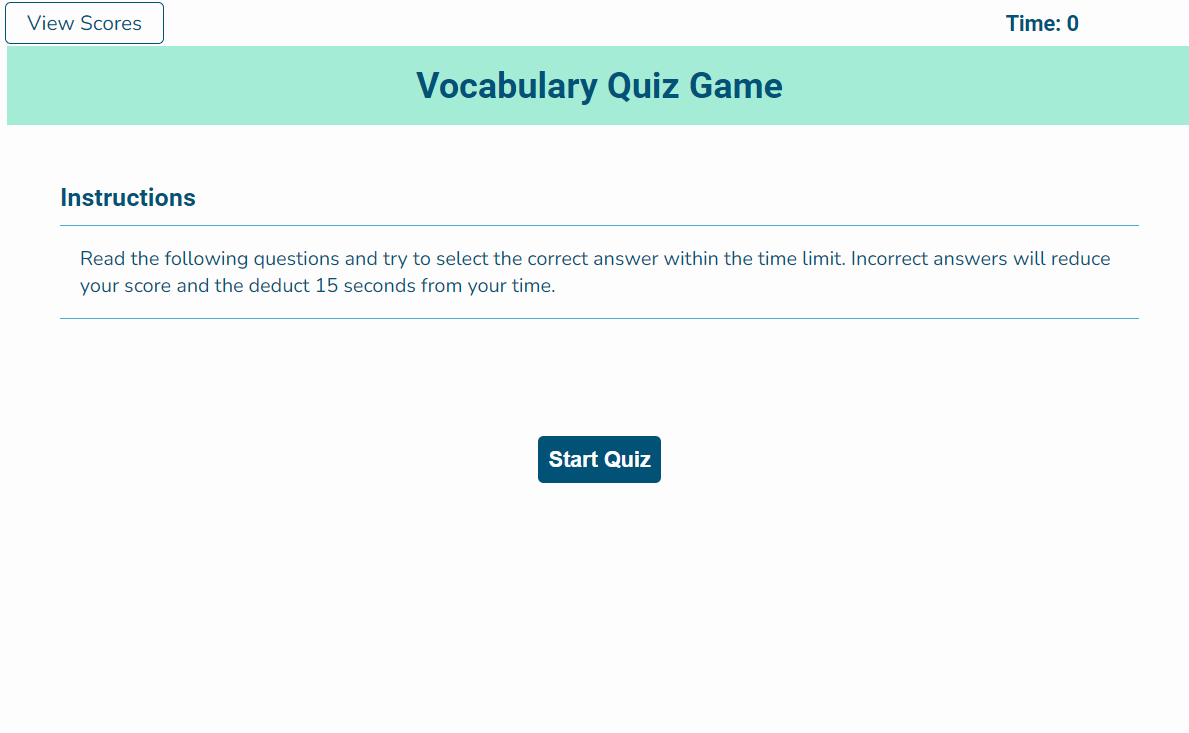 View Scores
Time: 0
Vocabulary Quiz Game
Instructions
Read the following questions and try to select the correct answer within the time limit. Incorrect answers will reduce
your score and the deduct 15 seconds from your time.
Start Quiz